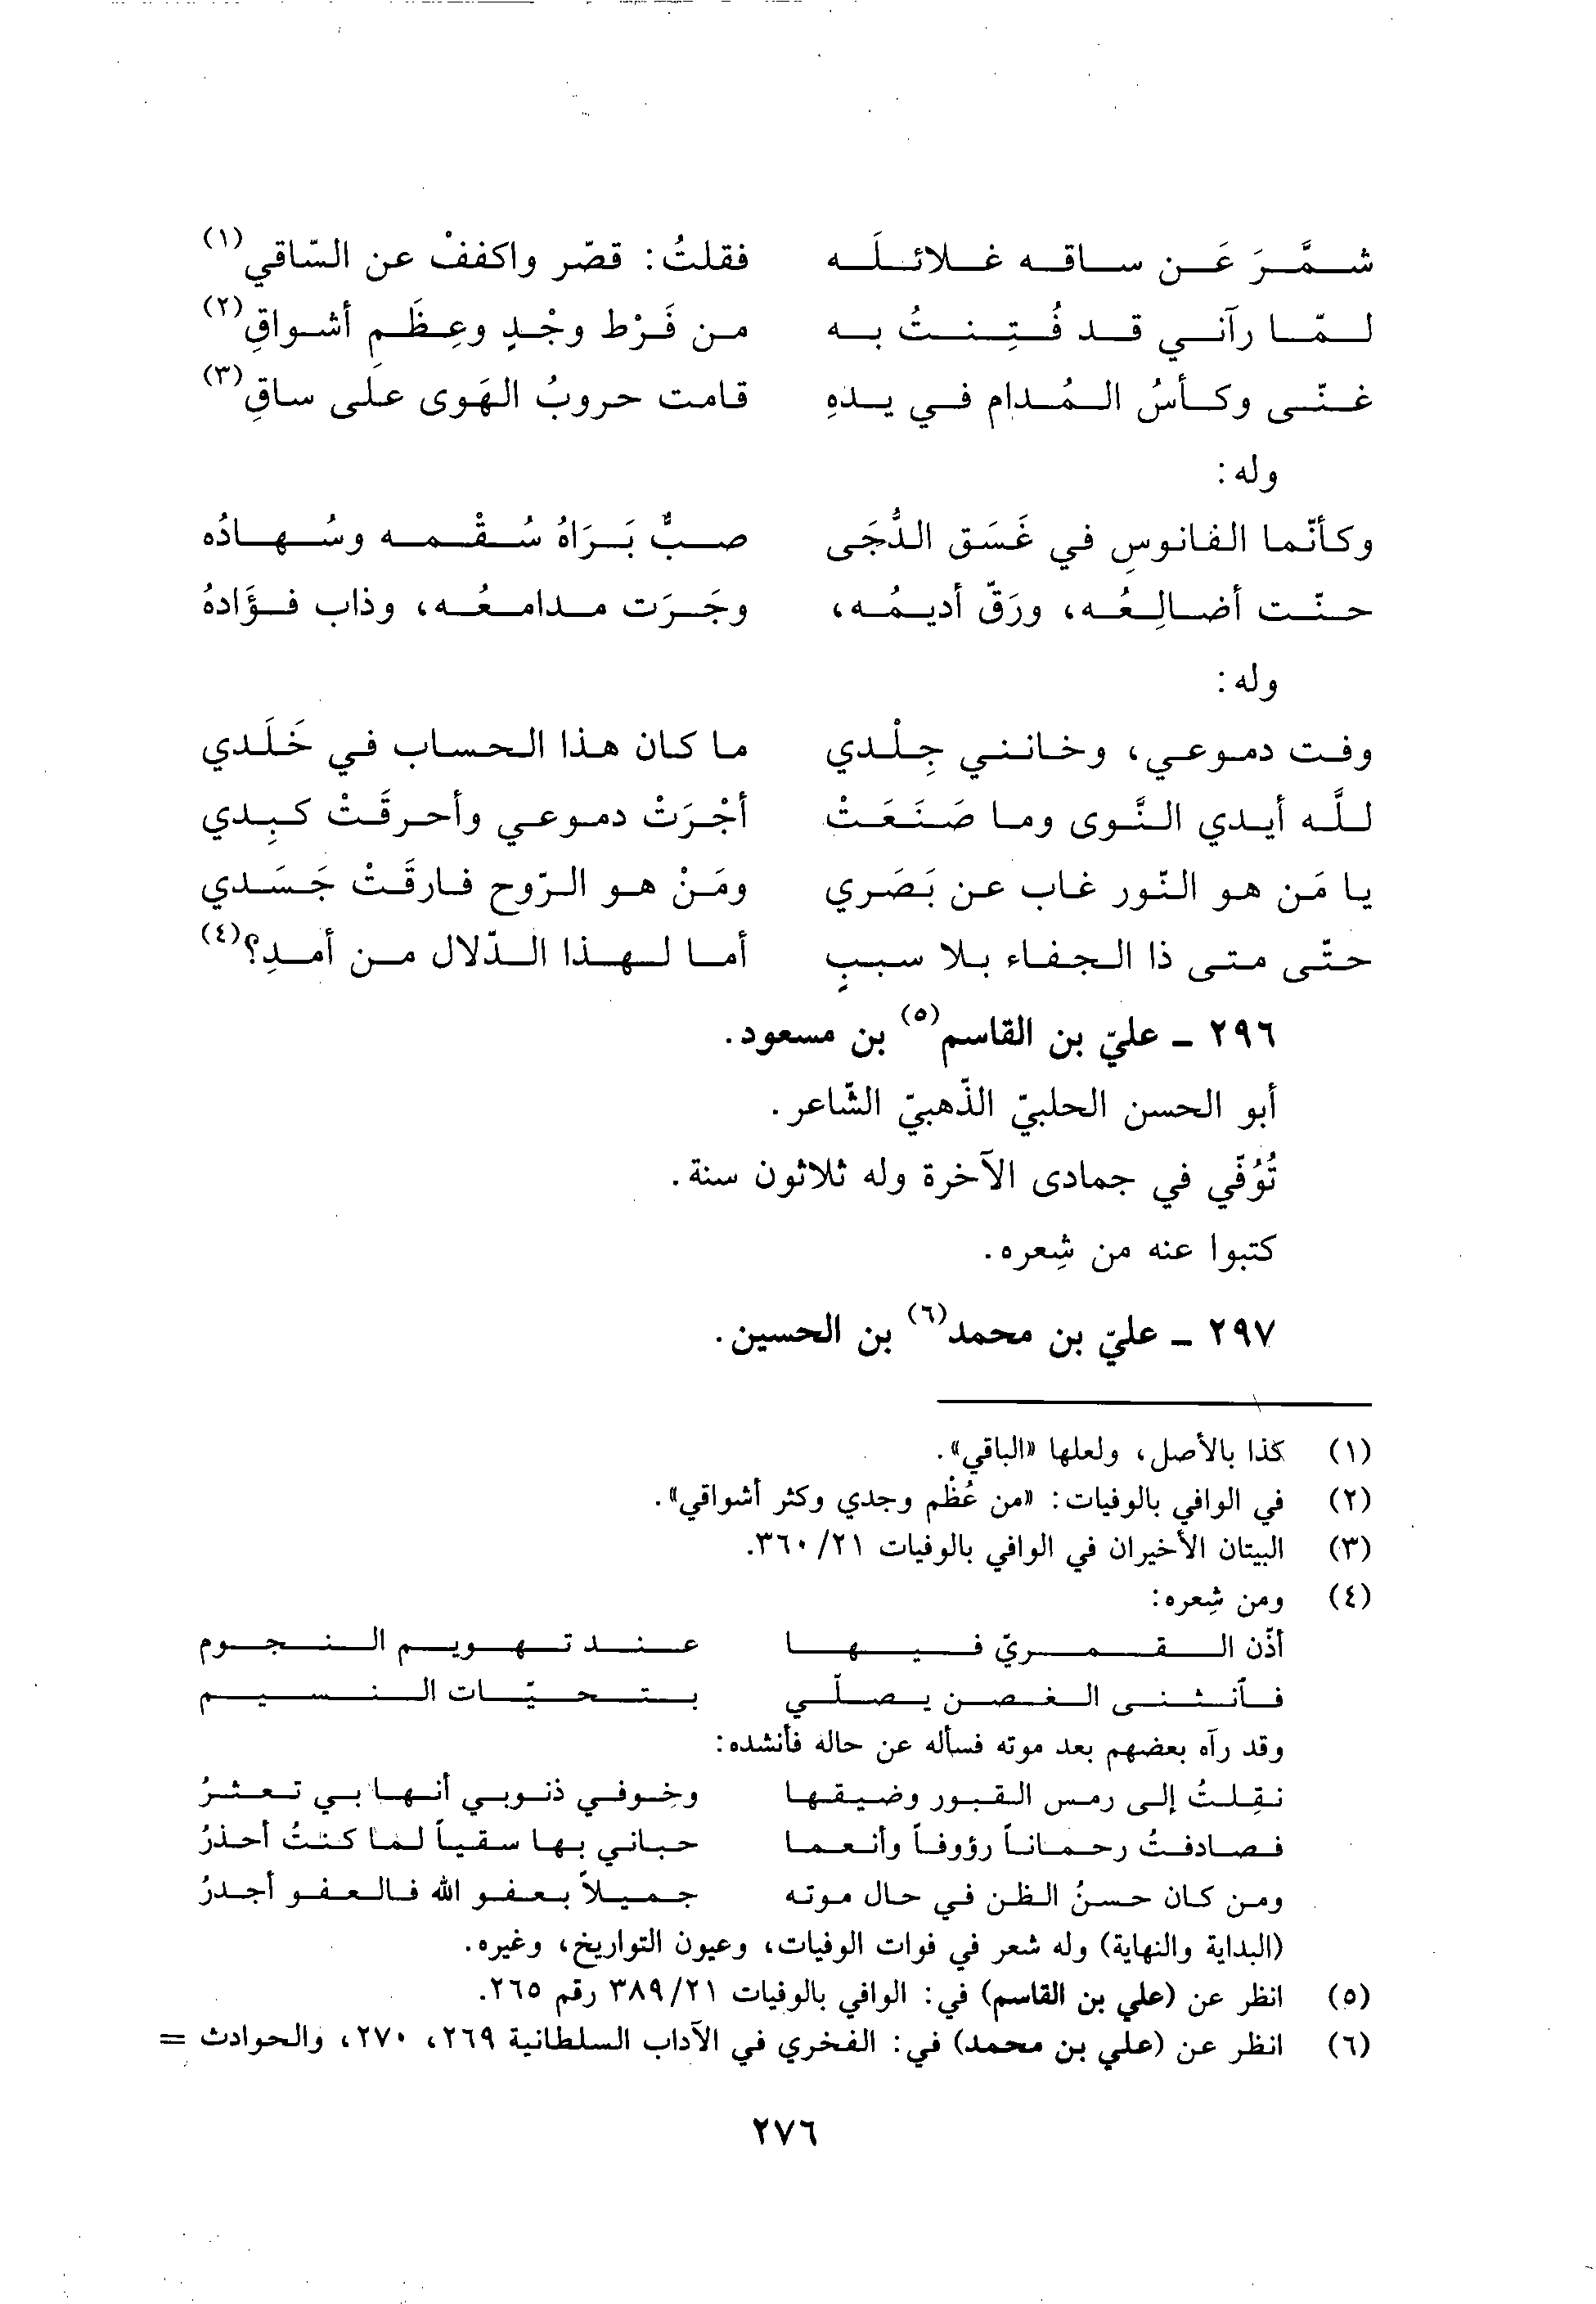 شمَّرَ عَن ساقه غلائلَه فقلتُ: قصّر واكففْ عن السّاقي(١)
لمّا رآني قد فُتِنتُ به من فَرْط وجْدٍ وعِظَمِ أشواقِ(٢)
غنّى وكأسُ المُدام في يدهِ قامت حروبُ الهَوى على ساقِ(٣)
وله:
وكأنّما الفانوسِ في غَسَق الدُّجَى صبٌّ بَرَاهُ سُقْمه وسُهادُه
حنّت أضالِعُه، ورَقّ أديمُه، وجَرَت مدامعُه، وذاب فؤَادهُ
وله:
وفت دموعي، وخانني جِلْدي ما كان هذا الحساب في خَلَدي
للَّه أيدي النَّوى وما صَنَعَتْ أجْرَتْ دموعي وأحرقَتْ كبِدي
يا مَن هو النّور غاب عن بَصَري ومَنْ هو الرّوح فارقَتْ جَسَدي
حتّى متى ذا الجفاء بلا سببٍ أما لهذا الدّلال من أمدِ؟(٤)
٢٩٦ ـ عليّ بن القاسم(٥) بن مسعود.
أبو الحسن الحلبيّ الذّهبيّ الشّاعر.
تُوُفّي في جمادى الآخرة وله ثلاثون سنة.
كتبوا عنه من شِعره.
٢٩٧ ـ عليّ بن محمد(٦) بن الحسين.
(١) كذا بالأصل، ولعلها «الباقي».
(٢) في الوافي بالوفيات: «من عُظْم وجدي وكثر أشواقي».
(٣) البيتان الأخيران في الوافي بالوفيات ٢١/ ٣٦٠.
(٤) ومن شِعره:
أذّن القمريّ فيها عند تهويم النجوم
فأنثنى الغصن يصلّي بتحيّات النسيم
وقد رآه بعضهم بعد موته فسأله عن حاله فأنشده:
نقِلتُ إلى رمس القبور وضيقها وخوفي ذنوبي أنها بي تعثرُ
فصادفتُ رحماناً رؤوفاً وأنعما حباني بها سقياً لما كنتُ أحذرُ
ومن كان حسنُ الظن في حال موته جميلاً بعفو الله فالعفو أجدرُ
(البداية والنهاية) وله شعر في فوات الوفيات، وعيون التواريخ، وغيره.
(٥) انظر عن (علي بن القاسم) في: الوافي بالوفيات ٢١/ ٣٨٩ رقم ٢٦٥.
(٦) انظر عن (علي بن محمد) في: الفخري في الآداب السلطانية ٢٦٩، ٢٧٠، والحوادث =
٢٧٦